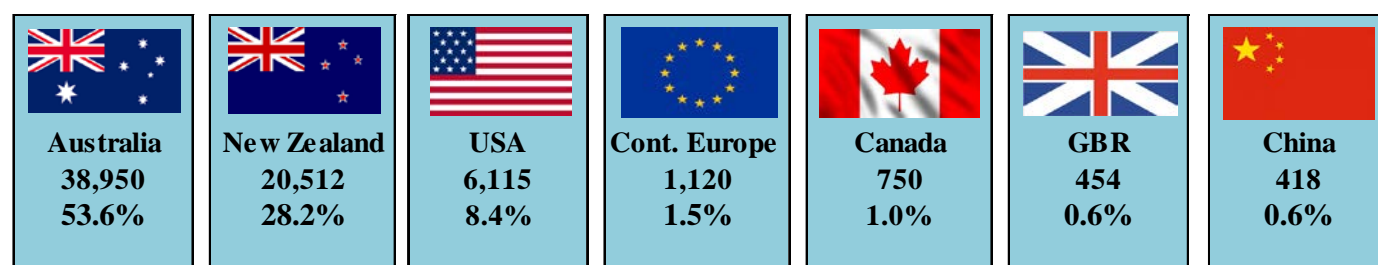 Australia
38,950
53.6%
New Zealand
20,512
28.2%
USA
6,115
8.4%
Cont. Europe
1,120
1.5%
Canada
750
1.0%
GBR
454
0.6%
China
418
0.6%